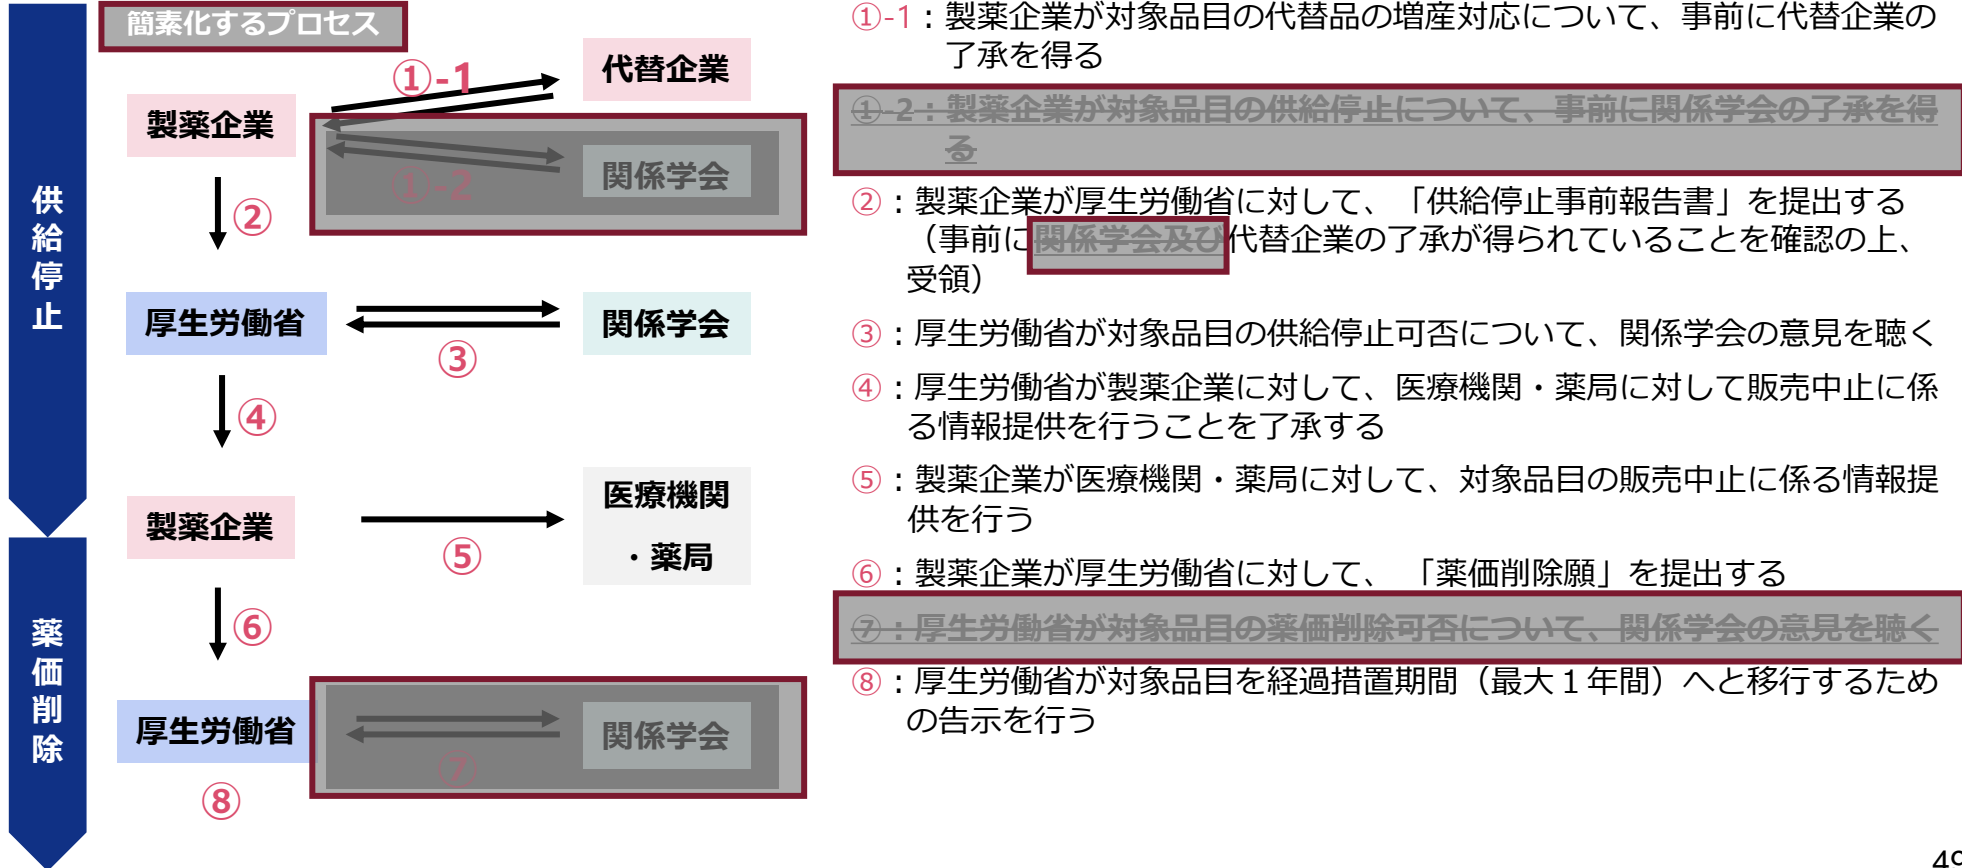 簡素化するプロセス
供給停止
薬価削除
製薬企業
①-1
代替企業
①-2
関係学会
②
厚生労働省
③
関係学会
④
製薬企業
⑤
医療機関
・薬局
⑥
厚生労働省
⑦
関係学会
⑧
①-1：製薬企業が対象品目の代替品の増産対応について、事前に代替企業の
了承を得る
①-2：製薬企業が対象品目の供給停止について、事前に関係学会の了承を得
る
②：製薬企業が厚生労働省に対して、「供給停止事前報告書」を提出する
（事前に関係学会及び代替企業の了承が得られていることを確認の上、
受領）
③：厚生労働省が対象品目の供給停止可否について、関係学会の意見を聴く
④：厚生労働省が製薬企業に対して、医療機関・薬局に対して販売中止に係
る情報提供を行うことを了承する
⑤：製薬企業が医療機関・薬局に対して、対象品目の販売中止に係る情報提
供を行う
⑥：製薬企業が厚生労働省に対して、「薬価削除願」を提出する
⑦：厚生労働省が対象品目の薬価削除可否について、関係学会の意見を聴く
⑧：厚生労働省が対象品目を経過措置期間（最大１年間）へと移行するため
の告示を行う